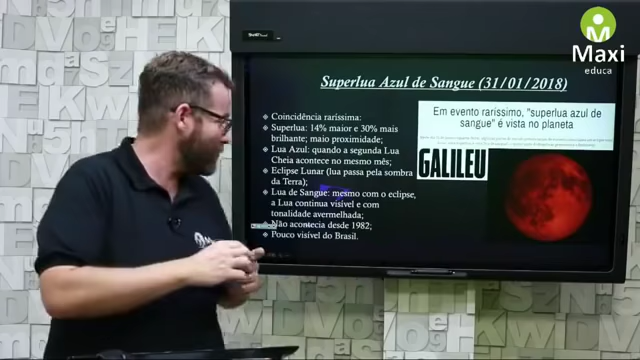 Maxi
educa
Superlua Azul de Sangue (31/01/2018)
Coincidência raríssima:
Superlua: 14% maior e 30% mais
brilhante; maio proximidade;
Lua Azul: quando a segunda Lua
Cheia acontece no mesmo mês;
Eclipse Lunar (lua passa pela sombra
da Terra);
Lua de Sangue: mesmo com o eclipse,
a Lua continua visível e com
tonalidade avermelhada;
Não acontecia desde 1982;
Pouco visível do Brasil.
Em evento raríssimo, "superlua azul de
sangue" é vista no planeta
GALILEU